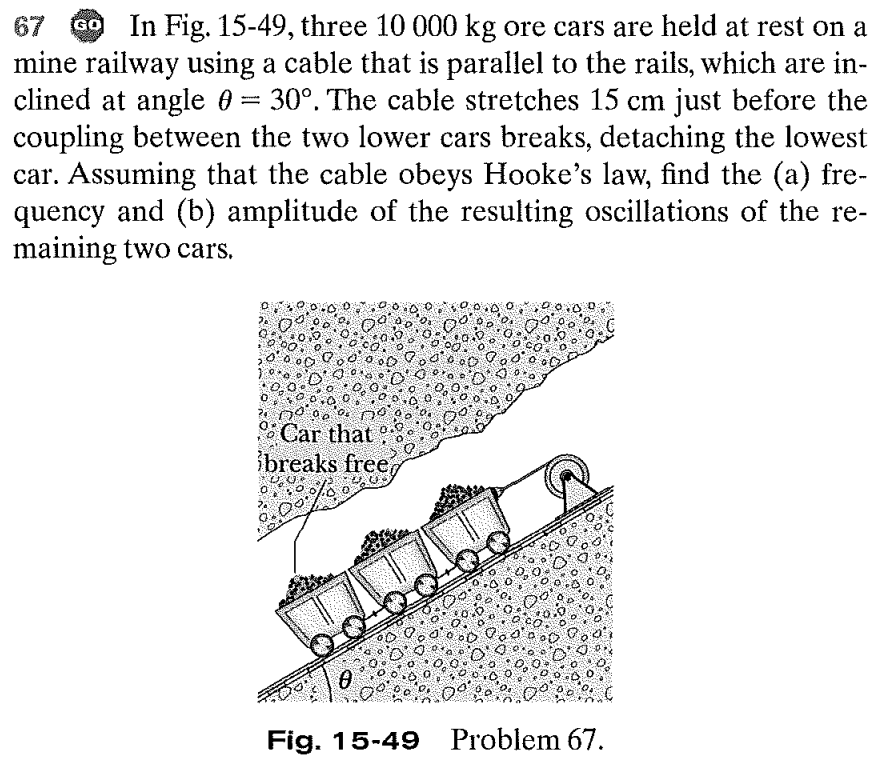 67 GO In Fig. 15-49, three 10 000 kg ore cars are held at rest on a
mine railway using a cable that is parallel to the rails, which are in-
clined at angle θ = 30°. The cable stretches 15 cm just before the
coupling between the two lower cars breaks, detaching the lowest
car. Assuming that the cable obeys Hooke's law, find the (a) fre-
quency and (b) amplitude of the resulting oscillations of the re-
maining two cars.
Car that
breaks free
θ
Fig. 15-49 Problem 67.